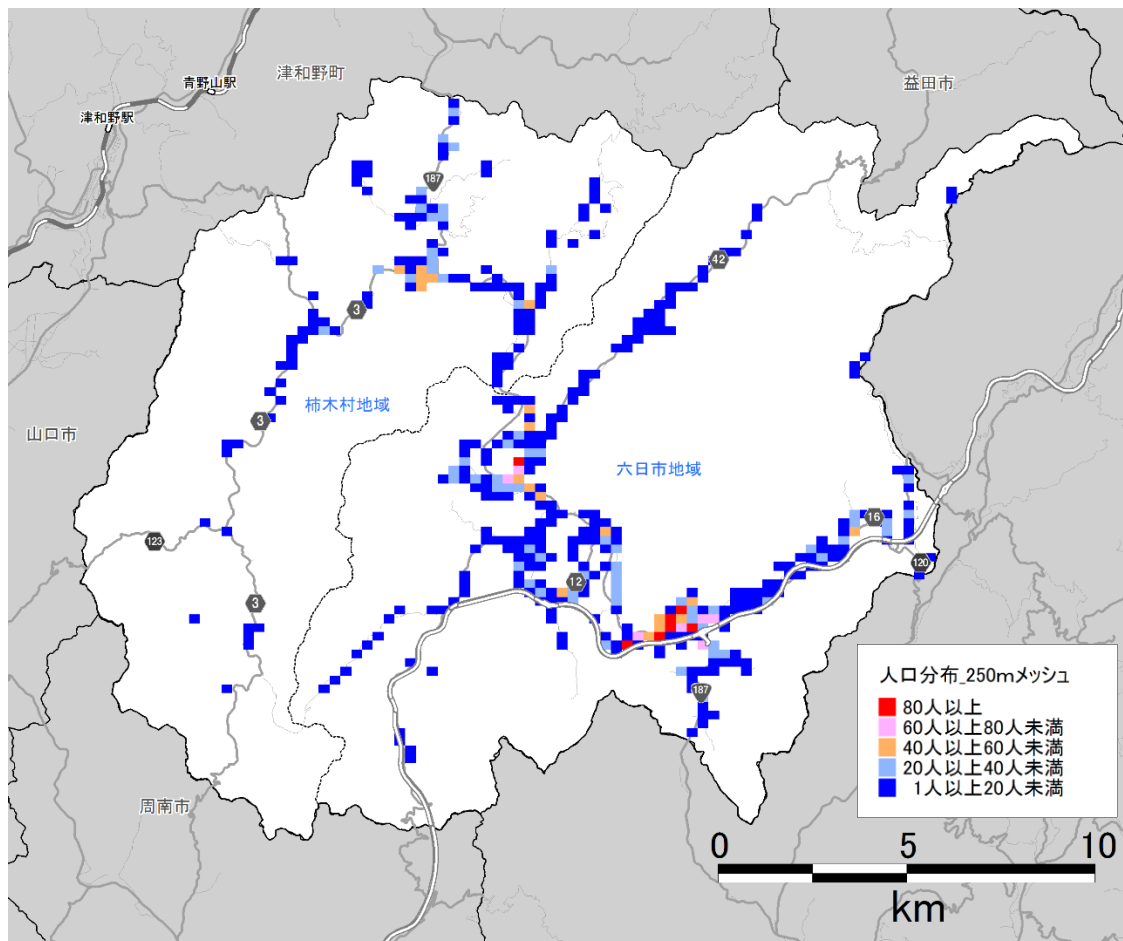 津和野町
青野山駅
益田市
津和野駅
187
42
3
3
柿木村地域
山口市
六日市地域
16
123
120
12
3
187
周南市
人口分布_250mメッシュ
80人以上
60人以上80人未満
40人以上60人未満
20人以上40人未満
1人以上20人未満
0 5 10
km